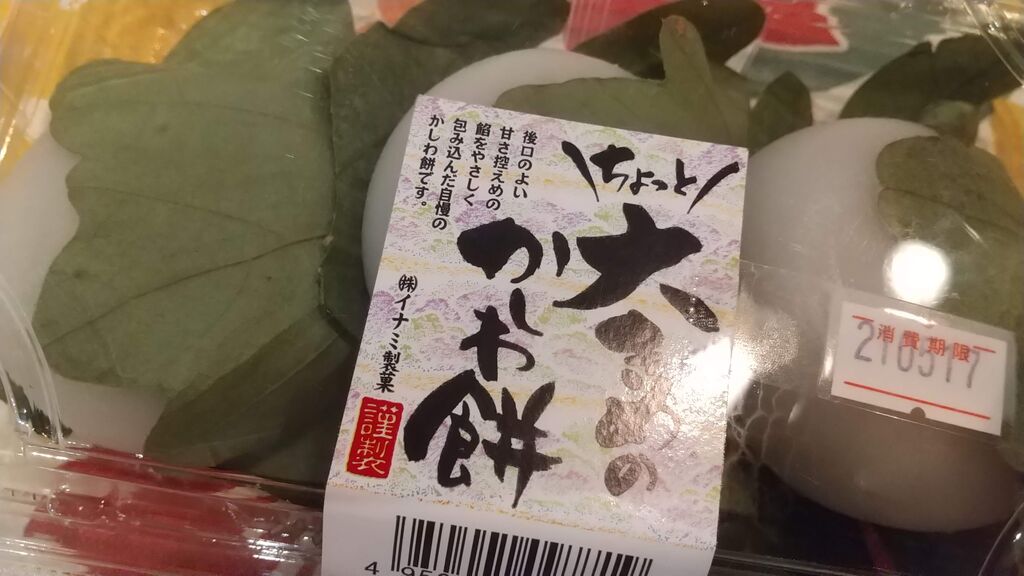 ちょっと
大きめの
かしわ餅
後口のよい
甘さ控えめの
餡をやさしく
包み込んだ自慢の
かしわ餅です。
㈱イナミ製菓
謹製
消費期限
210517